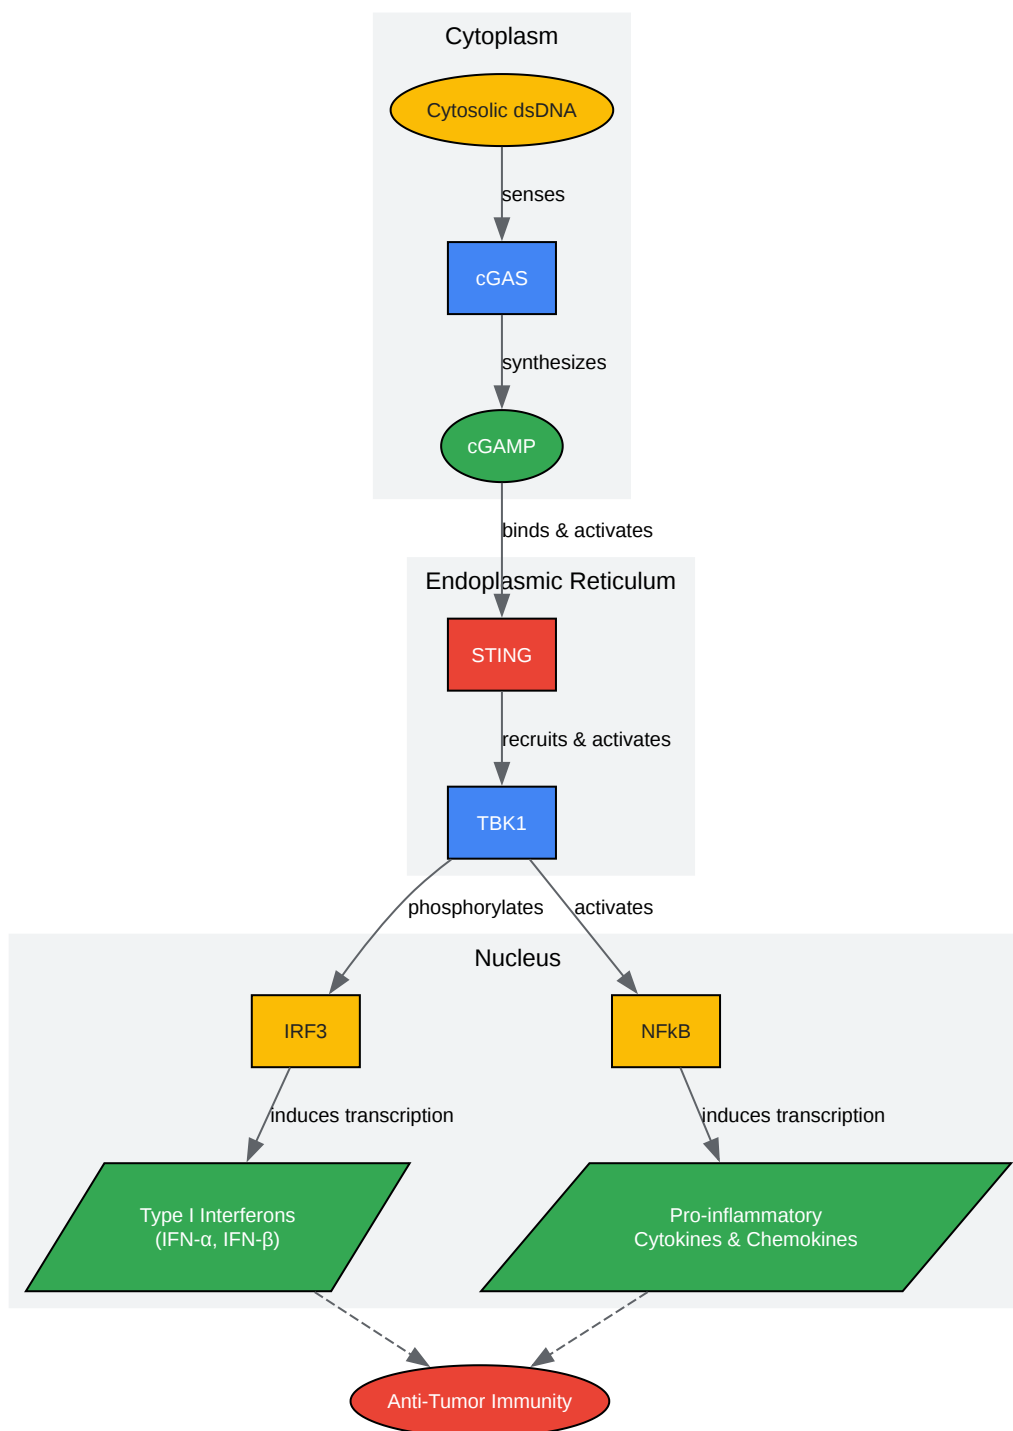 Cytoplasm
Cytosolic dsDNA
senses
cGAS
synthesizes
cGAMP
binds & activates
Endoplasmic Reticulum
STING
recruits & activates
TBK1
phosphorylates
activates
Nucleus
IRF3
NFkB
induces transcription
induces transcription
Type I Interferons
(IFN-α, IFN-β)
Pro-inflammatory
Cytokines & Chemokines
Anti-Tumor Immunity